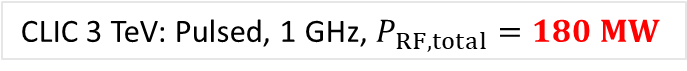 CLIC 3 TeV: Pulsed, 1 GHz, P_RF,total = 180 MW